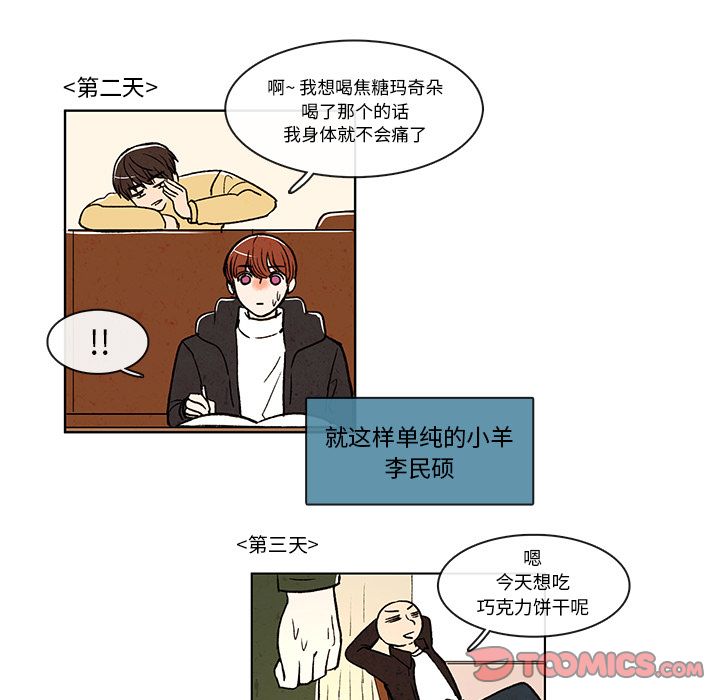 <第二天>
啊~ 我想喝焦糖玛奇朵
喝了那个的话
我身体就不会痛了
!!
就这样单纯的小羊
李民硕
<第三天>
嗯
今天想吃
巧克力饼干呢
TOOMICS.COM